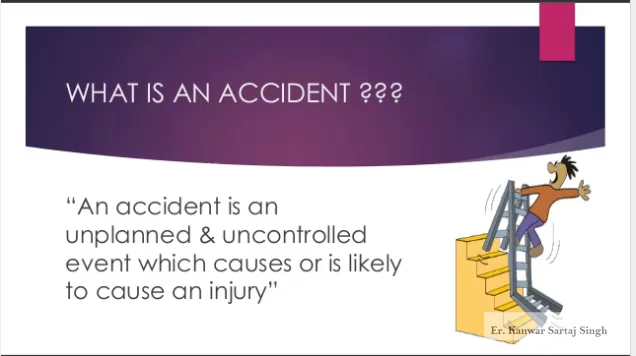 WHAT IS AN ACCIDENT ???
“An accident is an
unplanned & uncontrolled
event which causes or is likely
to cause an injury”
Er. Kanwar Sartaj Singh